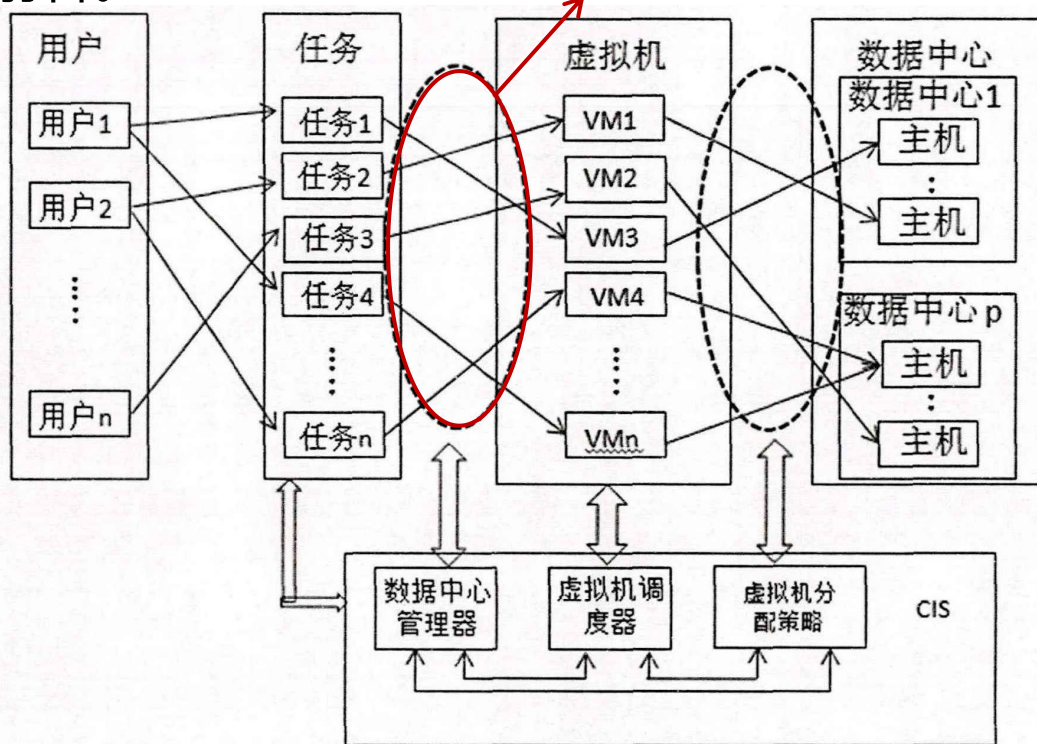 用户
任务
虚拟机
数据中心
用户1
用户2
用户n
任务1
任务2
任务3
任务4
任务n
VM1
VM2
VM3
VM4
VMn
数据中心1
主机
主机
数据中心p
主机
主机
数据中心
管理器
虚拟机调
度器
虚拟机分
配策略
CIS